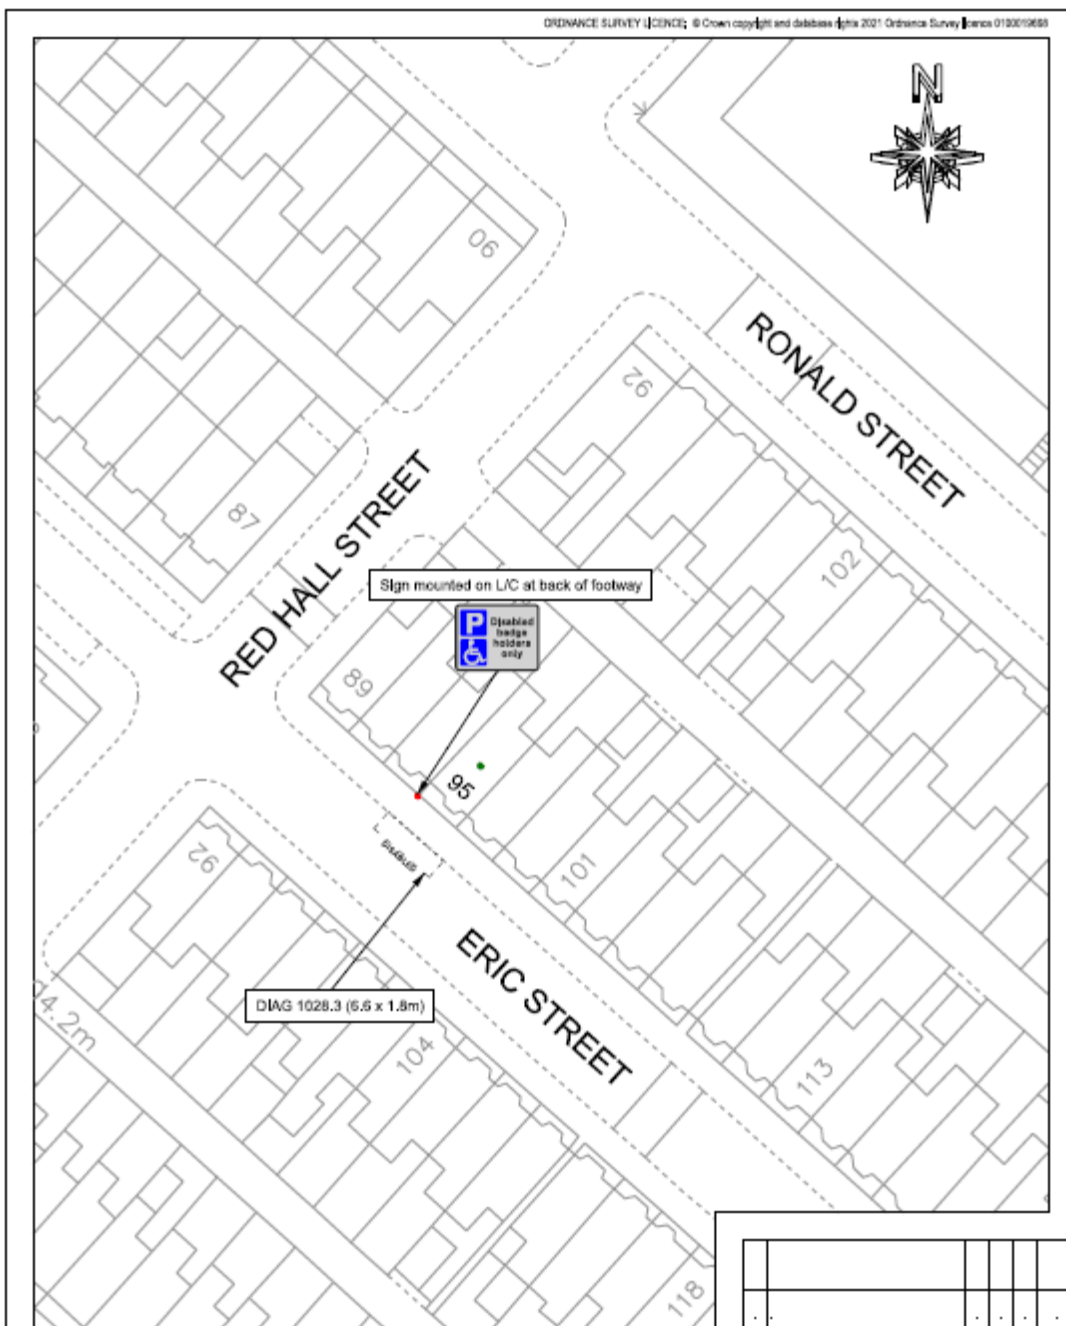 ORDNANCE SURVEY LICENCE; © Crown copyright and database rights 2021 Ordnance Survey licence
N
90
RONALD STREET
92
87
102
RED HALL STREET
Sign mounted on L/C at back of footway
P
Disabled
badge
holders
only
89
95
DISABLED
92
101
ERIC STREET
DIAG 1028.3 (6.6 x 1.8m)
14.2m
104
113
118